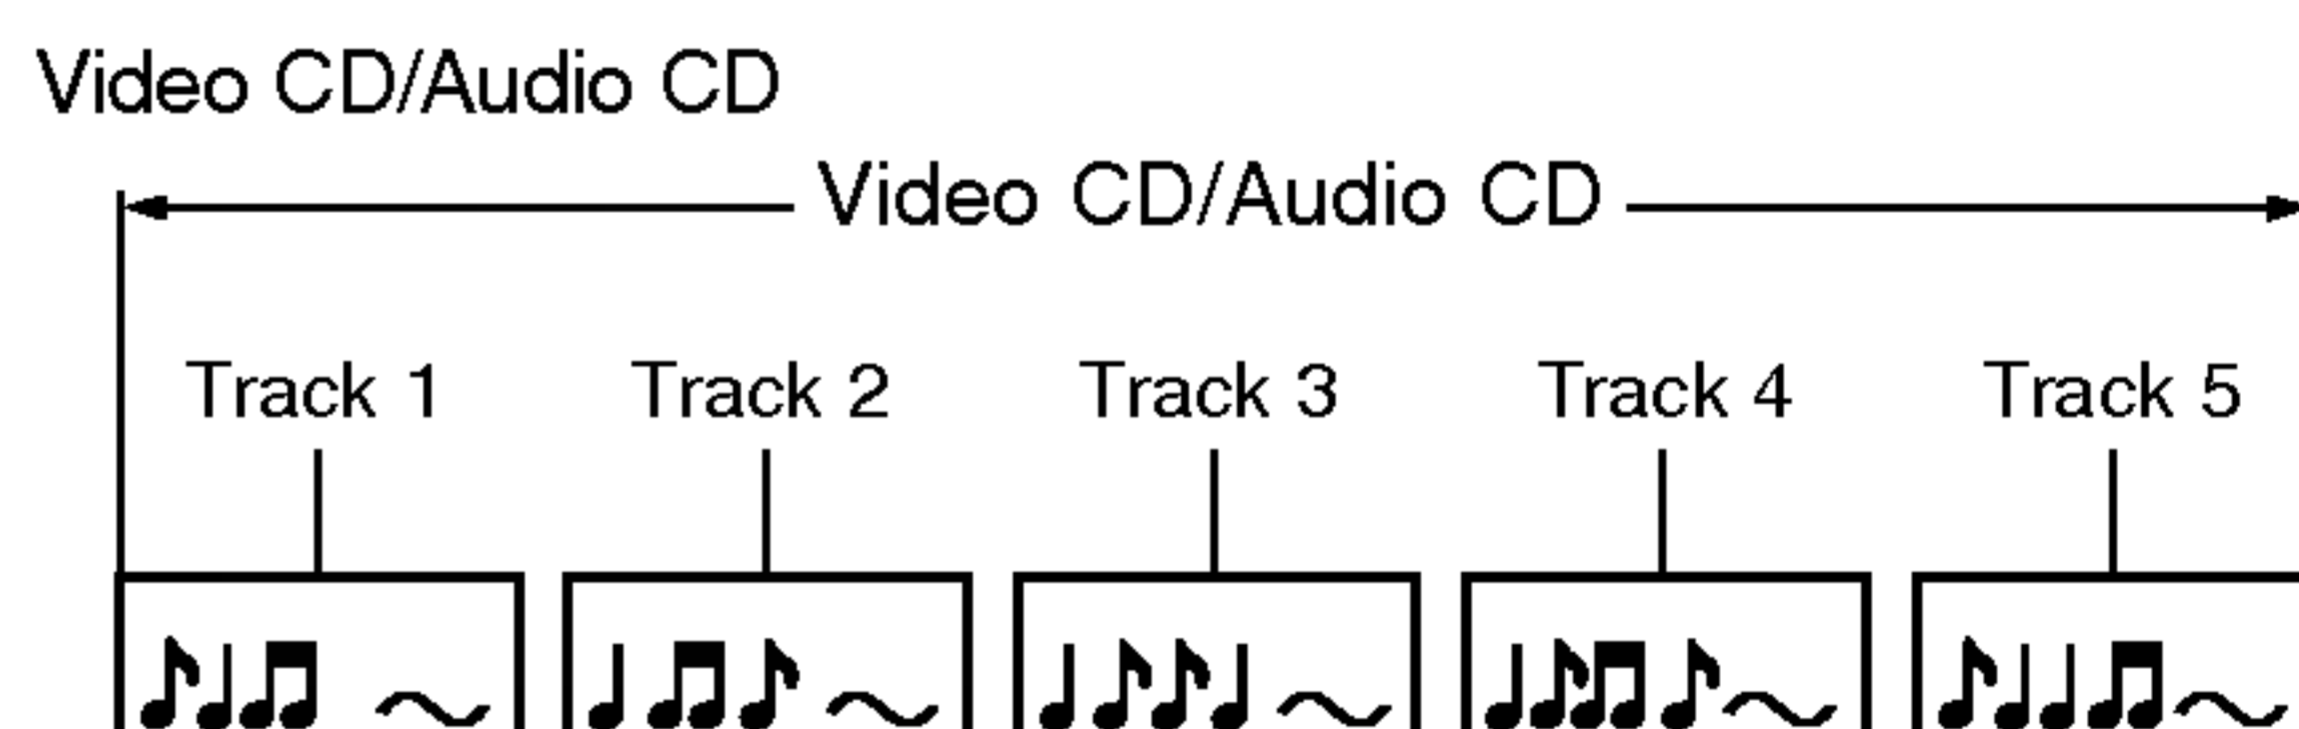 Video CD/Audio CD
Video CD/Audio CD
Track 1 Track 2 Track 3 Track 4 Track 5